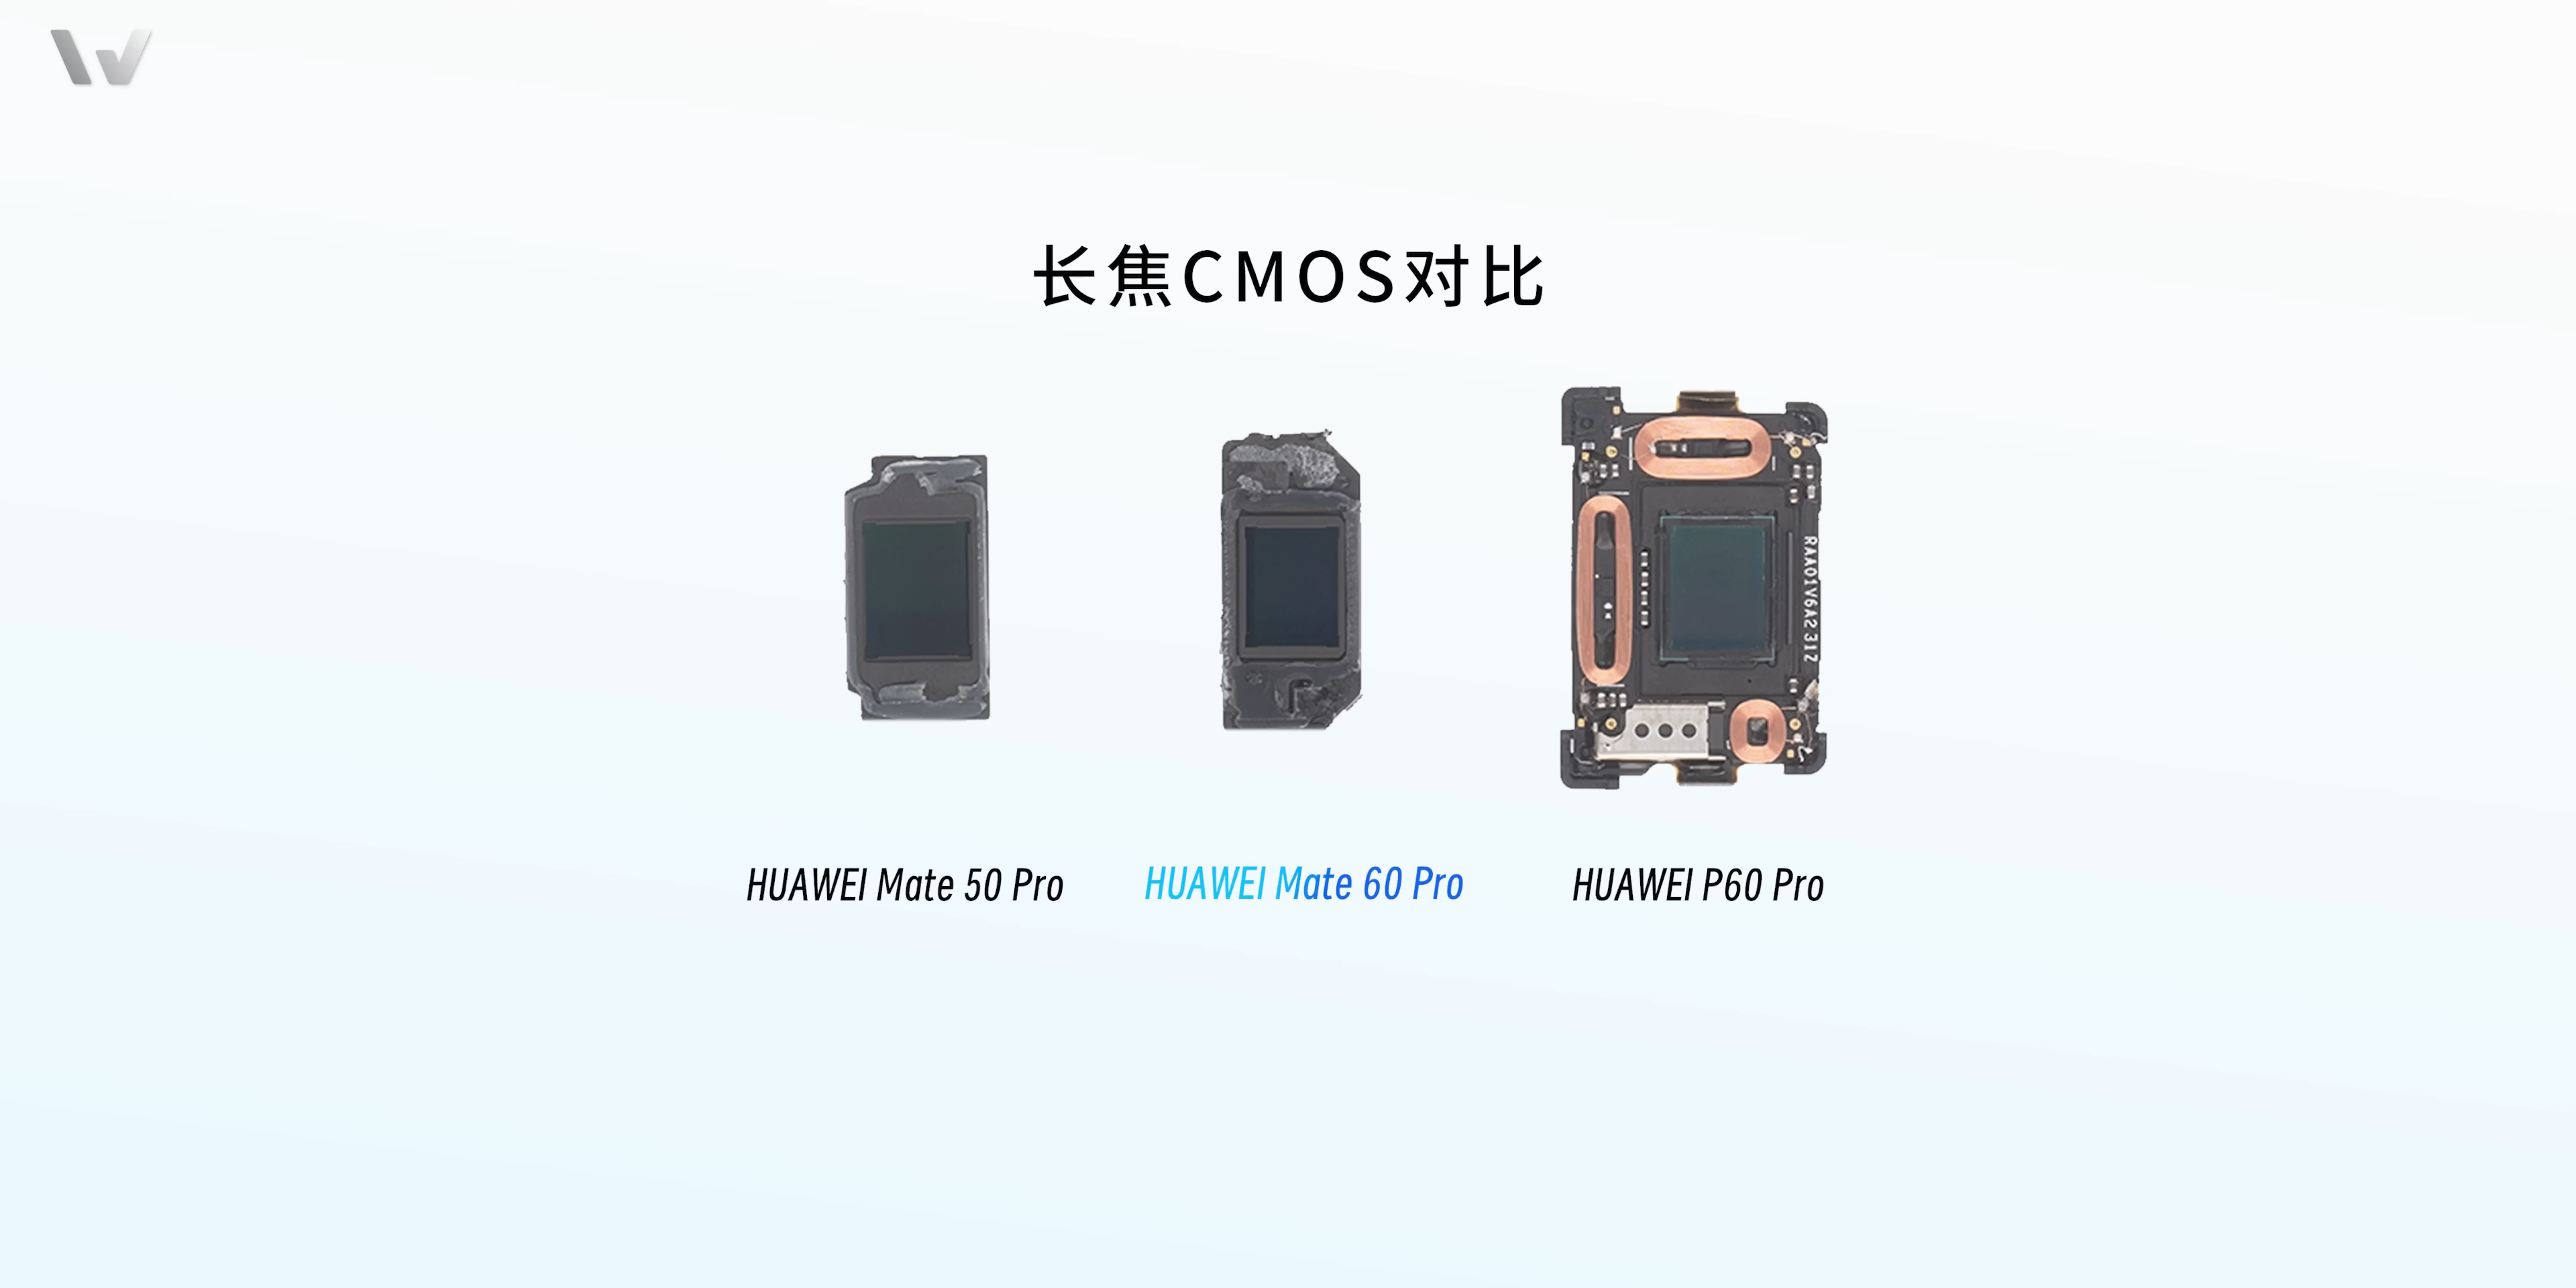 长焦CMOS对比
RAA01V6A2 31Z
HUAWEI Mate 50 Pro
HUAWEI Mate 60 Pro
HUAWEI P60 Pro